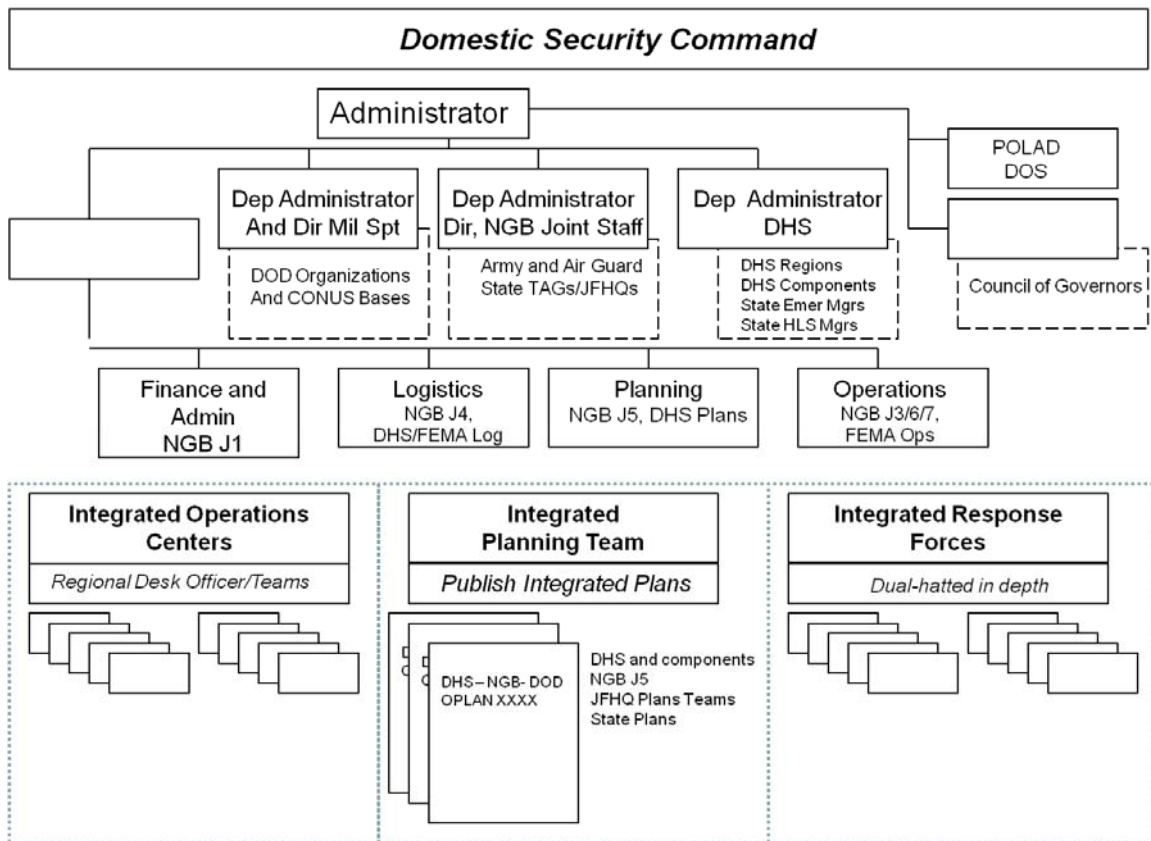 Domestic Security Command
Administrator
POLAD
DOS
Dep Administrator
And Dir Mil Spt
Dep Administrator
Dir, NGB Joint Staff
Dep Administrator
DHS
DOD Organizations
And CONUS Bases
Army and Air Guard
State TAGs/JFHQs
DHS Regions
DHS Components
State Emer Mgrs
State HLS Mgrs
Council of Governors
Finance and
Admin
NGB J1
Logistics
NGB J4,
DHS/FEMA Log
Planning
NGB J5, DHS Plans
Operations
NGB J3/6/7,
FEMA Ops
Integrated Operations
Centers
Regional Desk Officer/Teams
Integrated
Planning Team
Publish Integrated Plans
Integrated Response
Forces
Dual-hatted in depth
DHS – NGB- DOD
OPLAN XXXX
DHS and components
NGB J5
JFHQ Plans Teams
State Plans